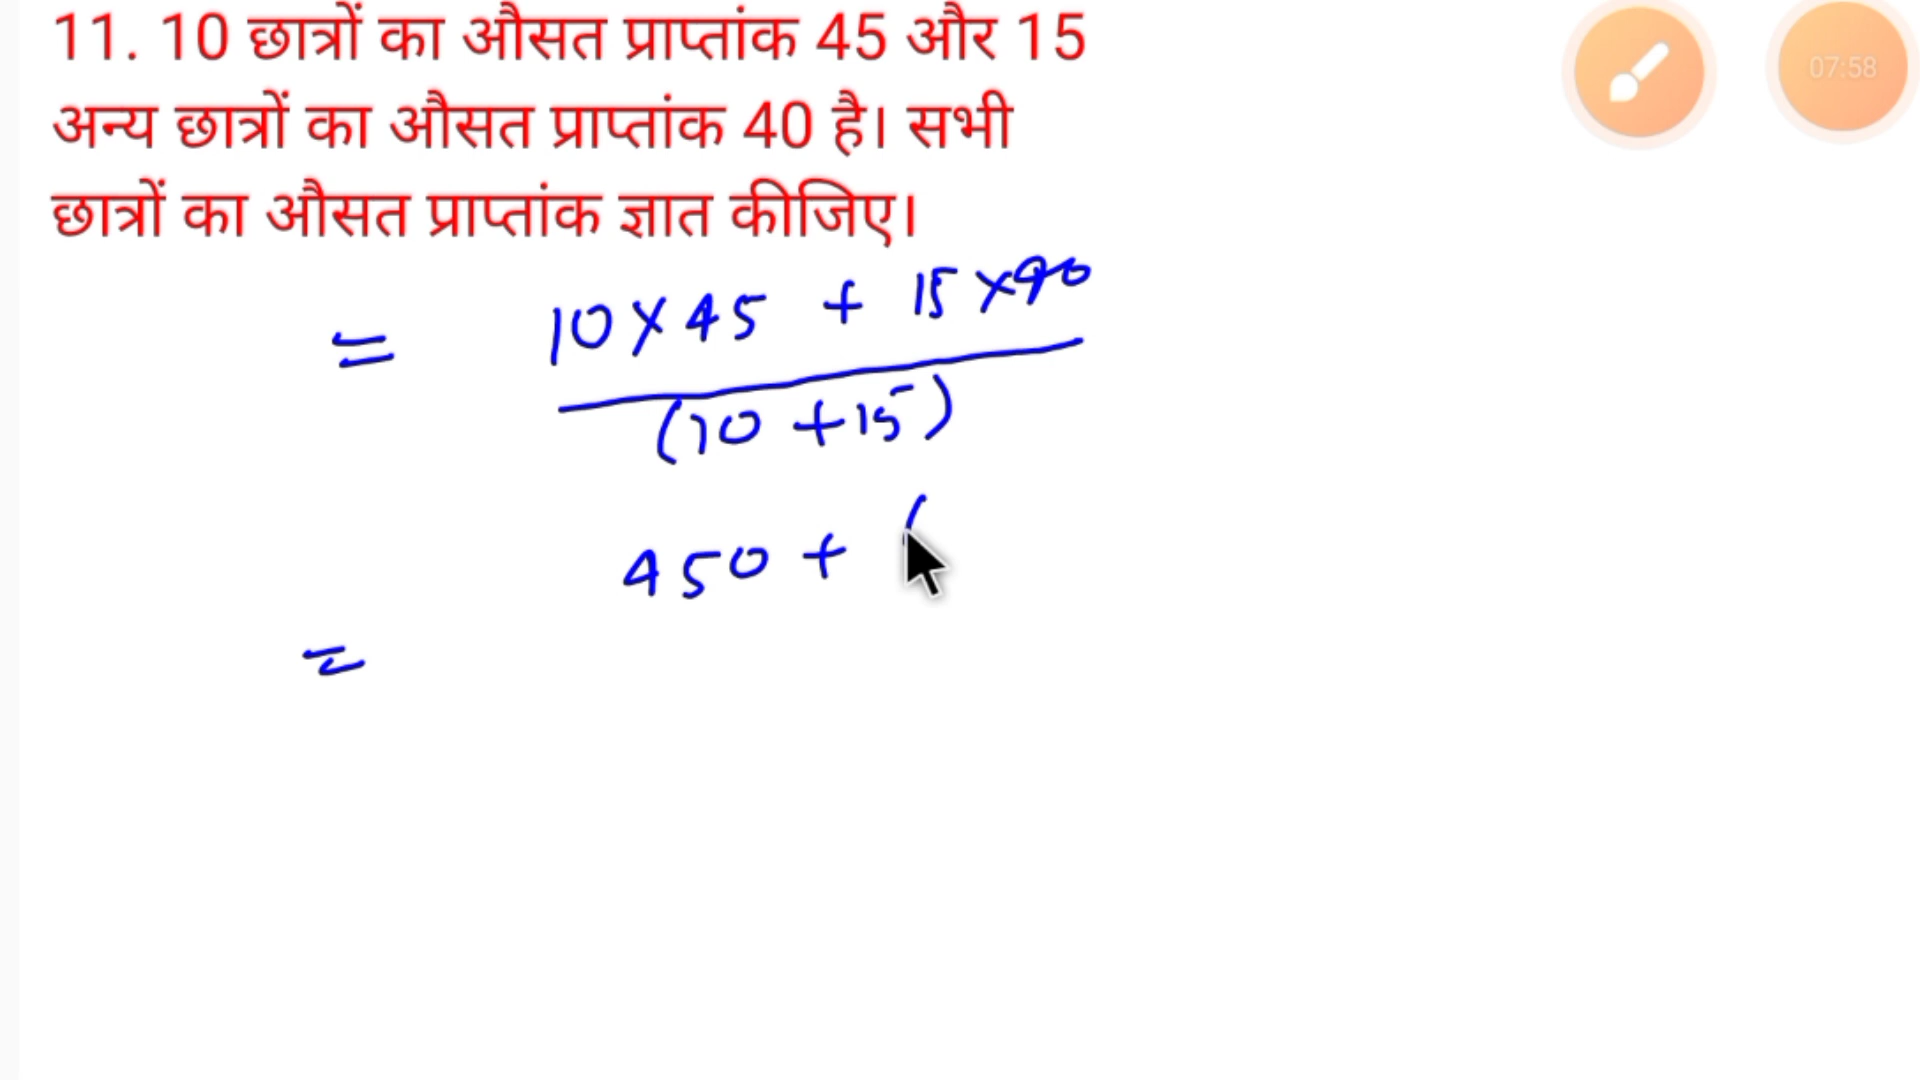 11. 10 छात्रों का औसत प्राप्तांक 45 और 15
07:58
अन्य छात्रों का औसत प्राप्तांक 40 है। सभी
छात्रों का औसत प्राप्तांक ज्ञात कीजिए।
= 10 X 45 + 15 X 40
(10 + 15)
450 +
=